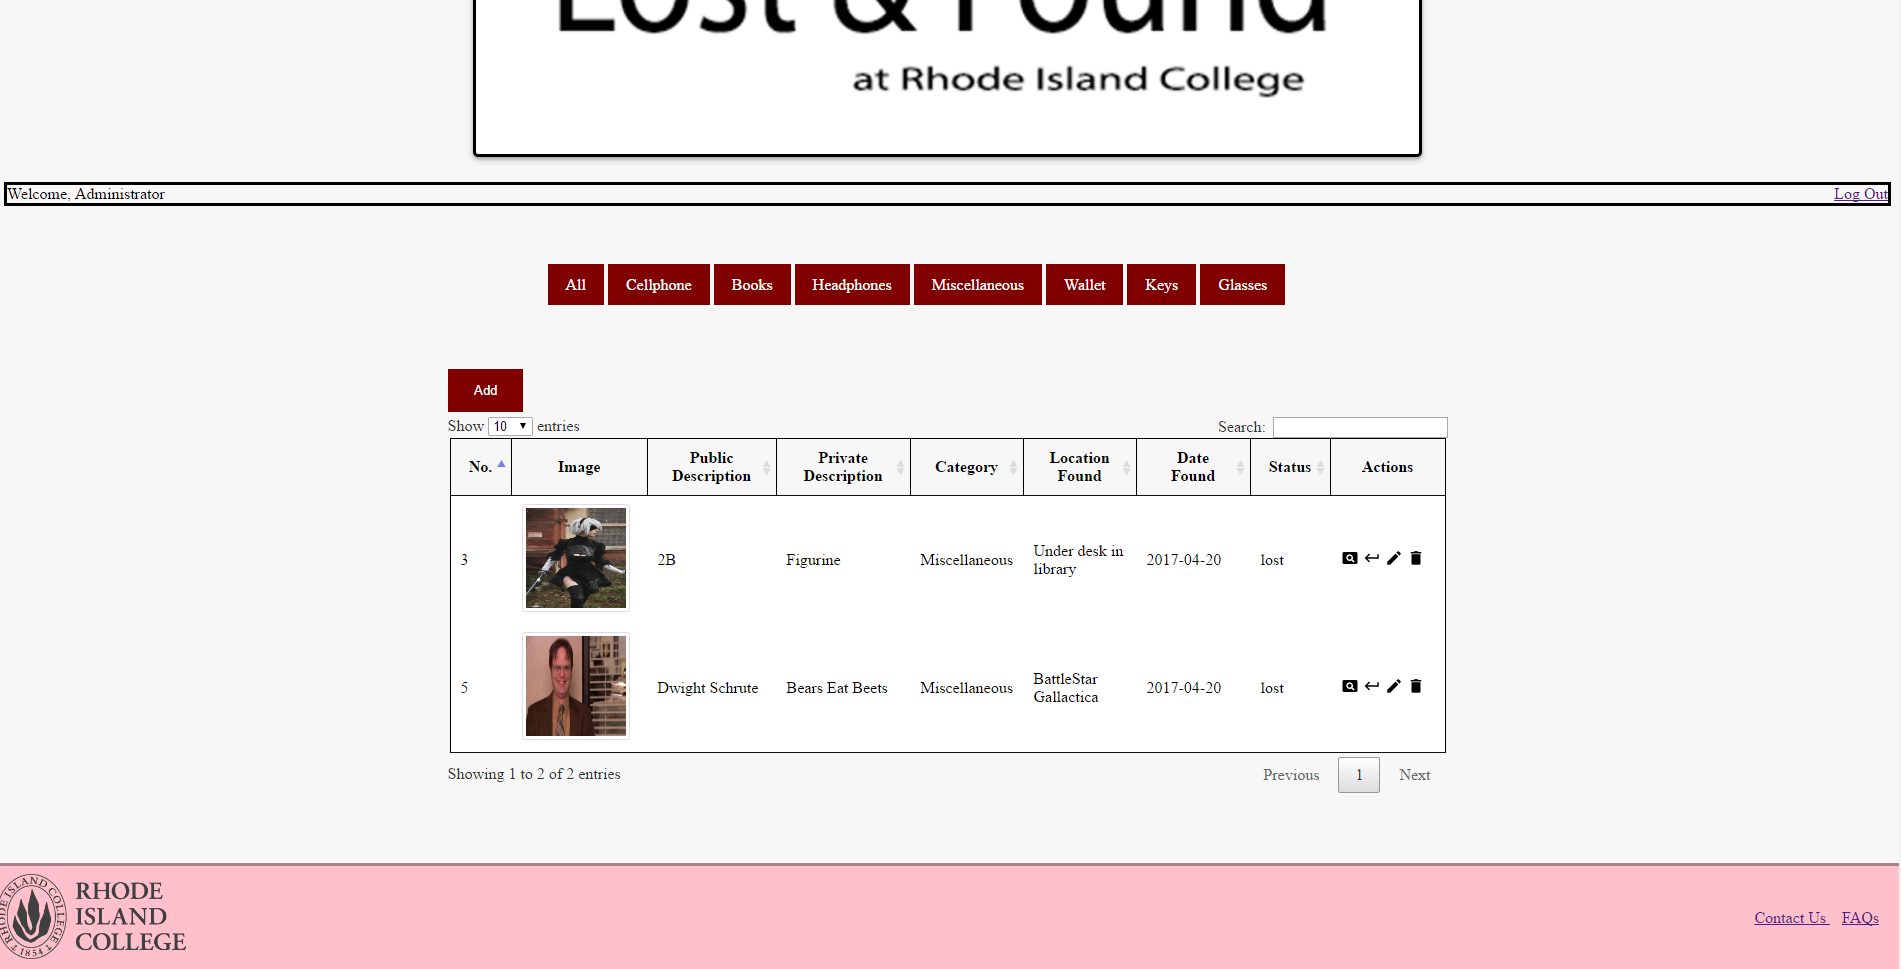 Lost & Found
at Rhode Island College
Welcome, Administrator
Log Out
All Cellphone Books Headphones Miscellaneous Wallet Keys Glasses
Add
Show 10 entries
Search:
No. Image Public Description Private Description Category Location Found Date Found Status Actions
3 2B Figurine Miscellaneous Under desk in library 2017-04-20 lost
5 Dwight Schrute Bears Eat Beets Miscellaneous BattleStar Gallactica 2017-04-20 lost
Showing 1 to 2 of 2 entries
Previous 1 Next
RHODE ISLAND COLLEGE
1854
RHODE
ISLAND
COLLEGE
Contact Us FAQs